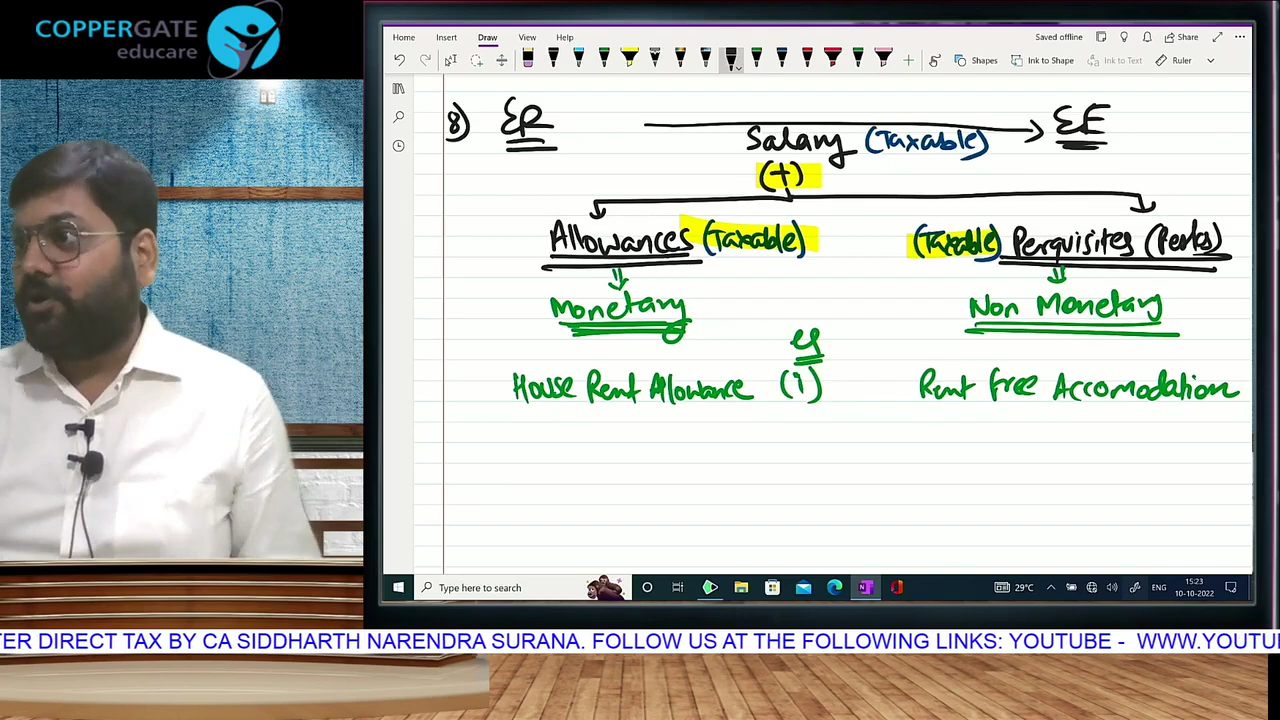 COPPERGATE
educare
Home Insert Draw View Help
Saved offline
Share
Shapes
Ink to Shape
Ink to Text
Ruler
8) ER EE
Salary (Taxable)
(+)
Allowances (Taxable)
(Taxable) Perquisites (Perks)
Monetary
Non Monetary
eg
House Rent Allowance (i) Rent Free Accomodation
Type here to search
29°C
ENG
15:23
10-10-2022
TER DIRECT TAX BY CA SIDDHARTH NARENDRA SURANA. FOLLOW US AT THE FOLLOWING LINKS: YOUTUBE - WWW.YOUTU